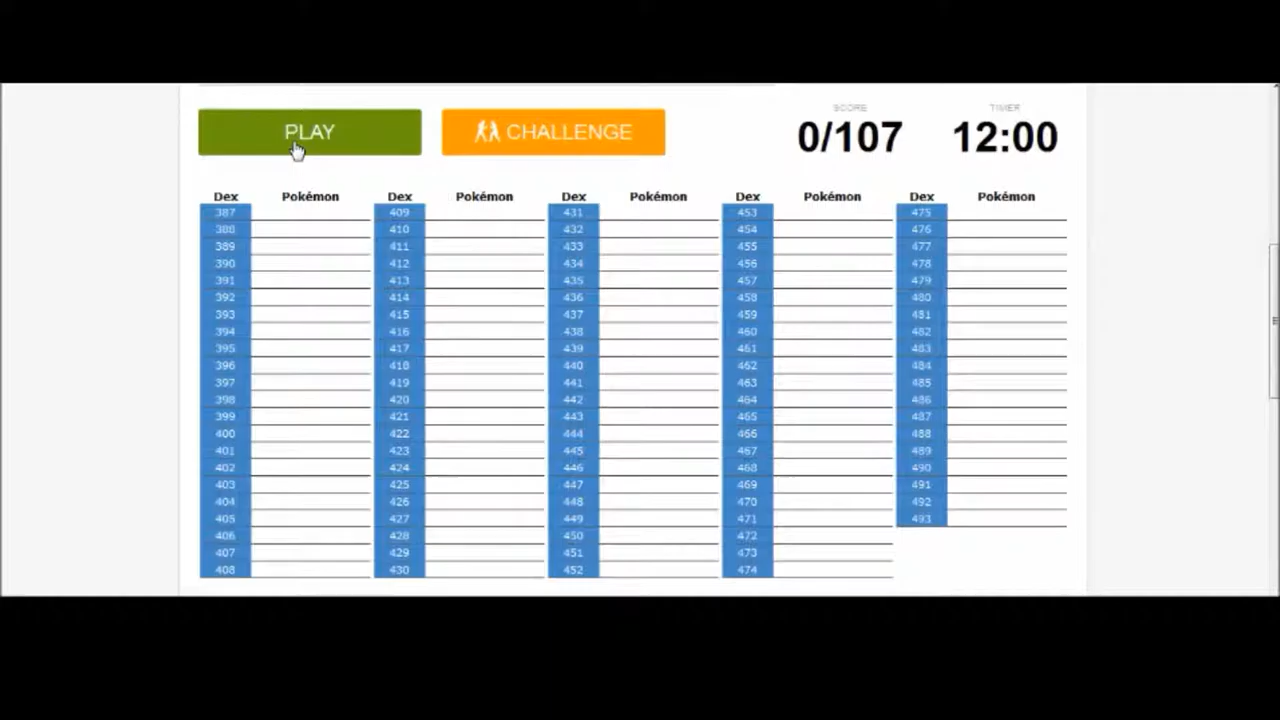 SCORE TIMER
PLAY CHALLENGE 0/107 12:00
Dex Pokémon Dex Pokémon Dex Pokémon Dex Pokémon Dex Pokémon
387 409 431 453 475
388 410 432 454 476
389 411 433 455 477
390 412 434 456 478
391 413 435 457 479
392 414 436 458 480
393 415 437 459 481
394 416 438 460 482
395 417 439 461 483
396 418 440 462 484
397 419 441 463 485
398 420 442 464 486
399 421 443 465 487
400 422 444 466 488
401 423 445 467 489
402 424 446 468 490
403 425 447 469 491
404 426 448 470 492
405 427 449 471 493
406 428 450 472
407 429 451 473
408 430 452 474